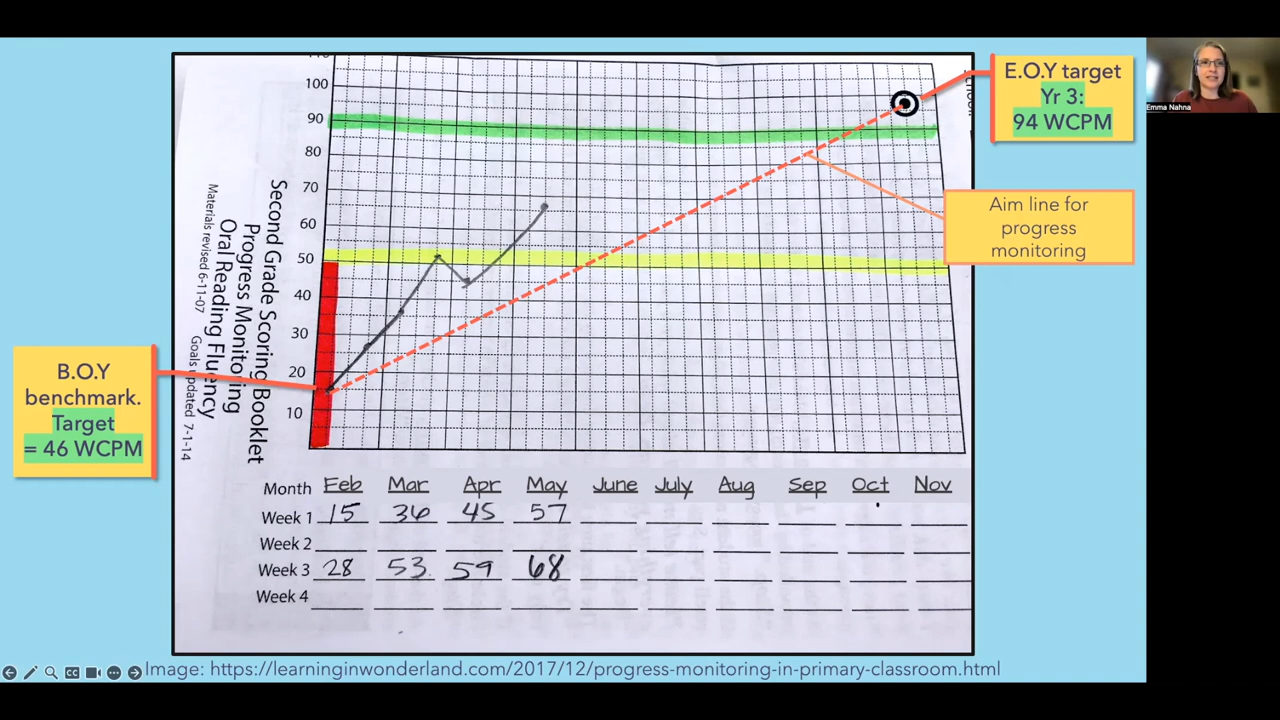 E.O.Y target
Yr 3:
94 WCPM
Emma Nahna
Aim line for
progress
monitoring
B.O.Y
benchmark.
Target
= 46 WCPM
100
90
80
70
60
50
40
30
20
10
Second Grade Scoring Booklet
Progress Monitoring
Oral Reading Fluency
Materials revised 6-11-07 Goals updated 7-1-14
Month Feb Mar Apr May June July Aug Sep Oct Nov
Week 1 15 36 45 57
Week 2
Week 3 28 53 59 68
Week 4
Image: https://learninginwonderland.com/2017/12/progress-monitoring-in-primary-classroom.html